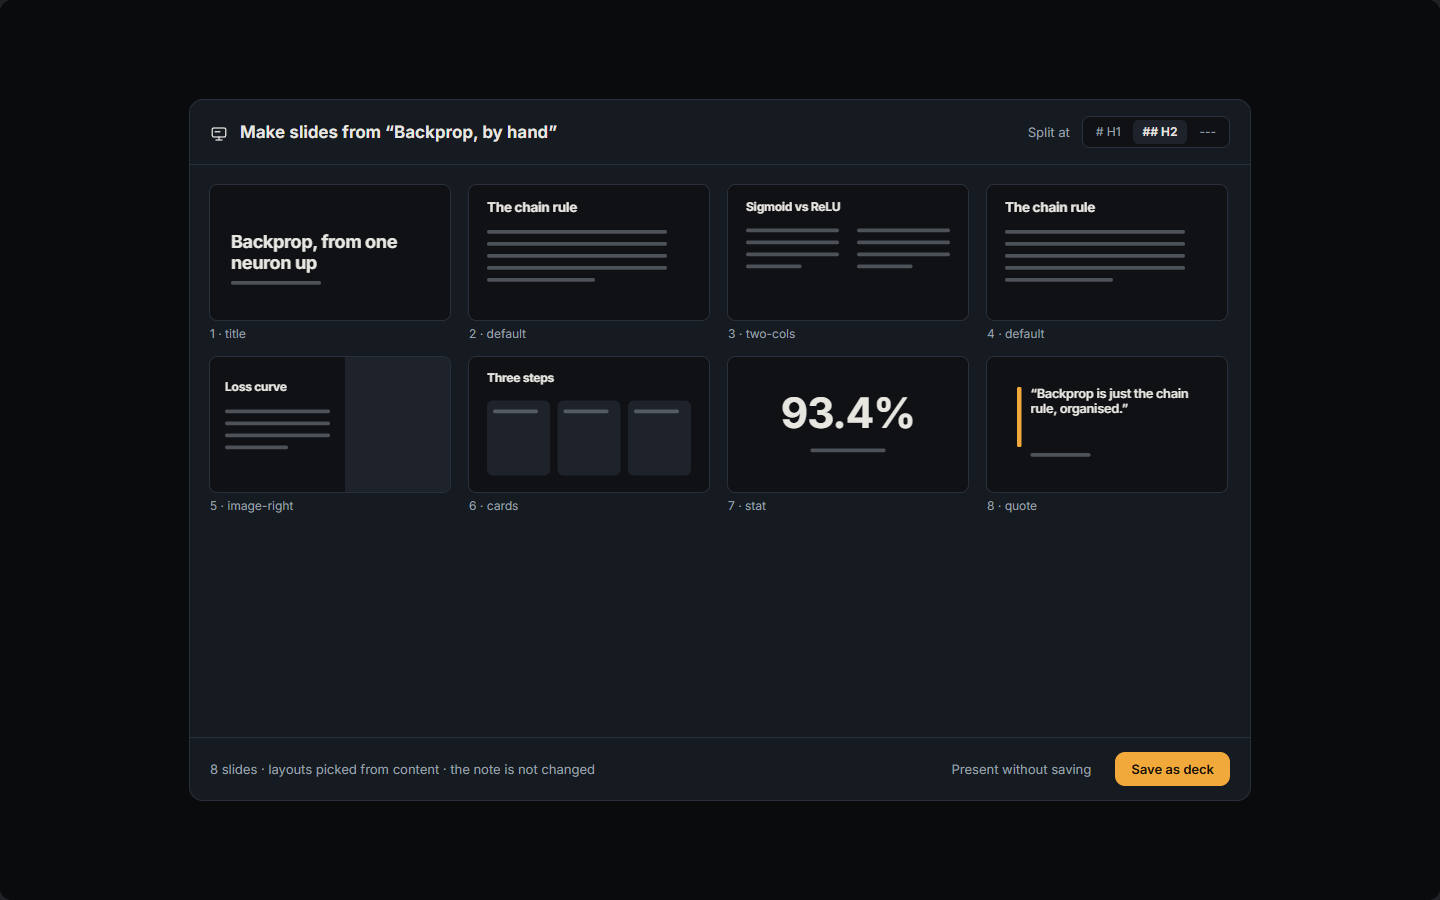 Make slides from “Backprop, by hand”
Split at # H1 ## H2 ---
Backprop, from one
neuron up
1 · title
The chain rule
2 · default
Sigmoid vs ReLU
3 · two-cols
The chain rule
4 · default
Loss curve
5 · image-right
Three steps
6 · cards
93.4%
7 · stat
“Backprop is just the chain
rule, organised.”
8 · quote
8 slides · layouts picked from content · the note is not changed
Present without saving
Save as deck